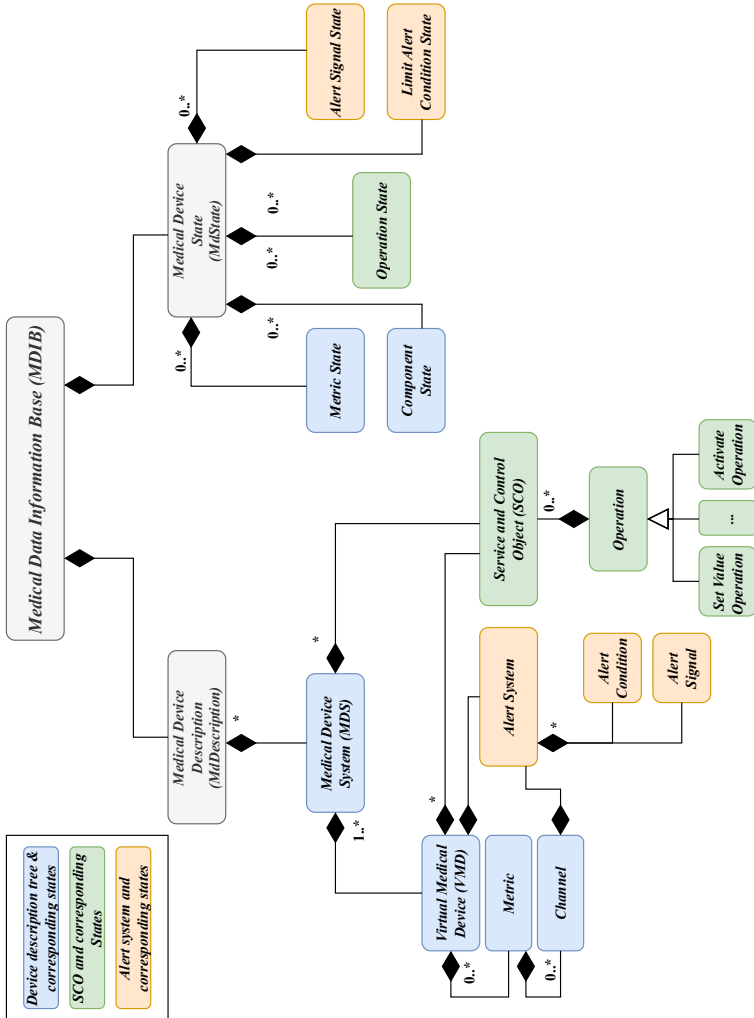 Medical Data Information Base (MDIB)
Device description tree &
corresponding states
SCO and corresponding
States
Alert system and
corresponding states
Medical Device
Description
(MdDescription)
*
Medical Device
State
(MdState)
0..*
0..*
0..*
0..*
0..*
Medical Device
System (MDS)
1..*
*
Metric State
Component
State
Operation State
Alert Signal State
Limit Alert
Condition State
Virtual Medical
Device (VMD)
0..*
*
Metric
0..*
Channel
Alert System
*
Alert
Condition
Alert
Signal
Service and Control
Object (SCO)
0..*
Operation
Set Value
Operation
...
Activate
Operation